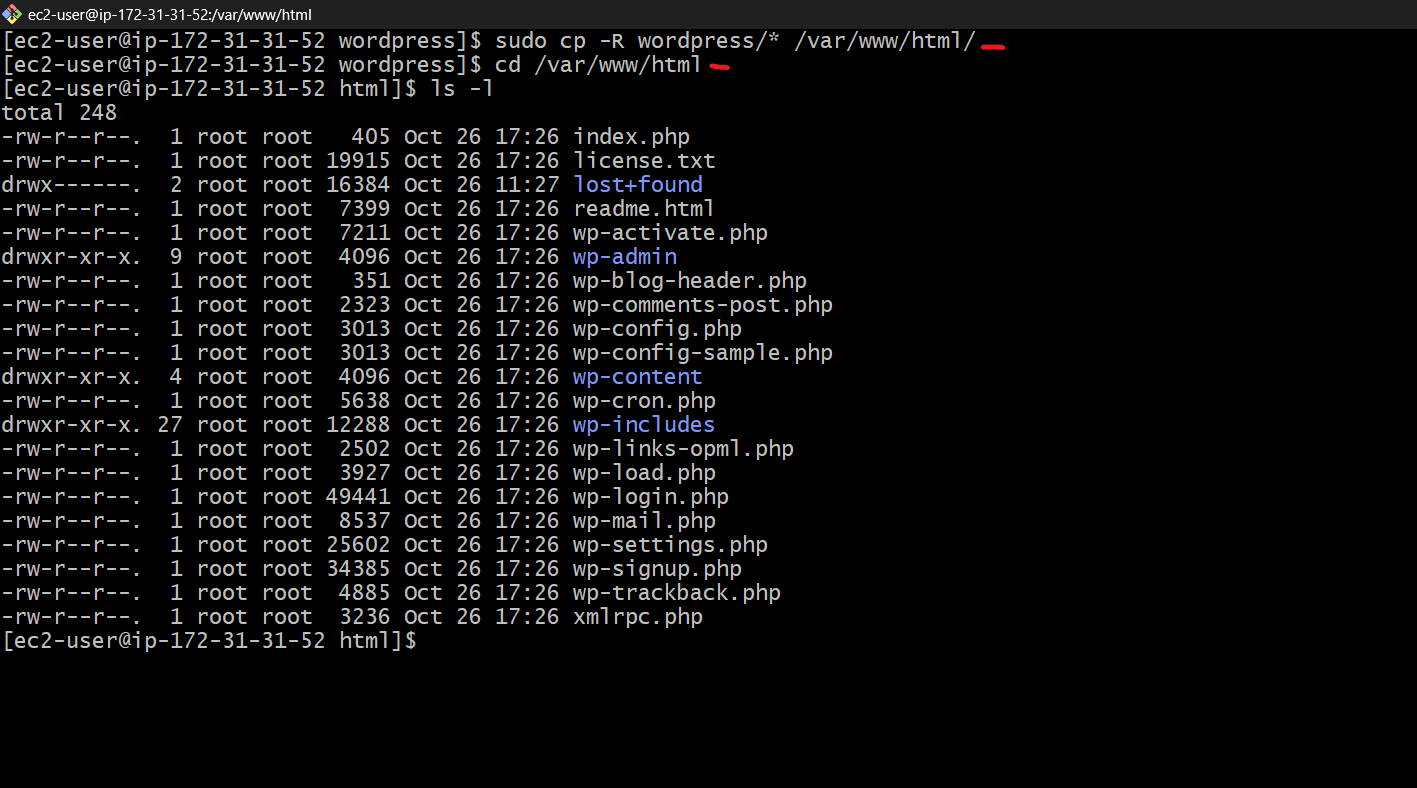 ec2-user@ip-172-31-31-52:/var/www/html
[ec2-user@ip-172-31-31-52 wordpress]$ sudo cp -R wordpress/* /var/www/html/
[ec2-user@ip-172-31-31-52 wordpress]$ cd /var/www/html
[ec2-user@ip-172-31-31-52 html]$ ls -l
total 248
-rw-r--r--.  1 root root   405 Oct 26 17:26 index.php
-rw-r--r--.  1 root root 19915 Oct 26 17:26 license.txt
drwx------.  2 root root 16384 Oct 26 11:27 lost+found
-rw-r--r--.  1 root root  7399 Oct 26 17:26 readme.html
-rw-r--r--.  1 root root  7211 Oct 26 17:26 wp-activate.php
drwxr-xr-x.  9 root root  4096 Oct 26 17:26 wp-admin
-rw-r--r--.  1 root root   351 Oct 26 17:26 wp-blog-header.php
-rw-r--r--.  1 root root  2323 Oct 26 17:26 wp-comments-post.php
-rw-r--r--.  1 root root  3013 Oct 26 17:26 wp-config.php
-rw-r--r--.  1 root root  3013 Oct 26 17:26 wp-config-sample.php
drwxr-xr-x.  4 root root  4096 Oct 26 17:26 wp-content
-rw-r--r--.  1 root root  5638 Oct 26 17:26 wp-cron.php
drwxr-xr-x. 27 root root 12288 Oct 26 17:26 wp-includes
-rw-r--r--.  1 root root  2502 Oct 26 17:26 wp-links-opml.php
-rw-r--r--.  1 root root  3927 Oct 26 17:26 wp-load.php
-rw-r--r--.  1 root root 49441 Oct 26 17:26 wp-login.php
-rw-r--r--.  1 root root  8537 Oct 26 17:26 wp-mail.php
-rw-r--r--.  1 root root 25602 Oct 26 17:26 wp-settings.php
-rw-r--r--.  1 root root 34385 Oct 26 17:26 wp-signup.php
-rw-r--r--.  1 root root  4885 Oct 26 17:26 wp-trackback.php
-rw-r--r--.  1 root root  3236 Oct 26 17:26 xmlrpc.php
[ec2-user@ip-172-31-31-52 html]$